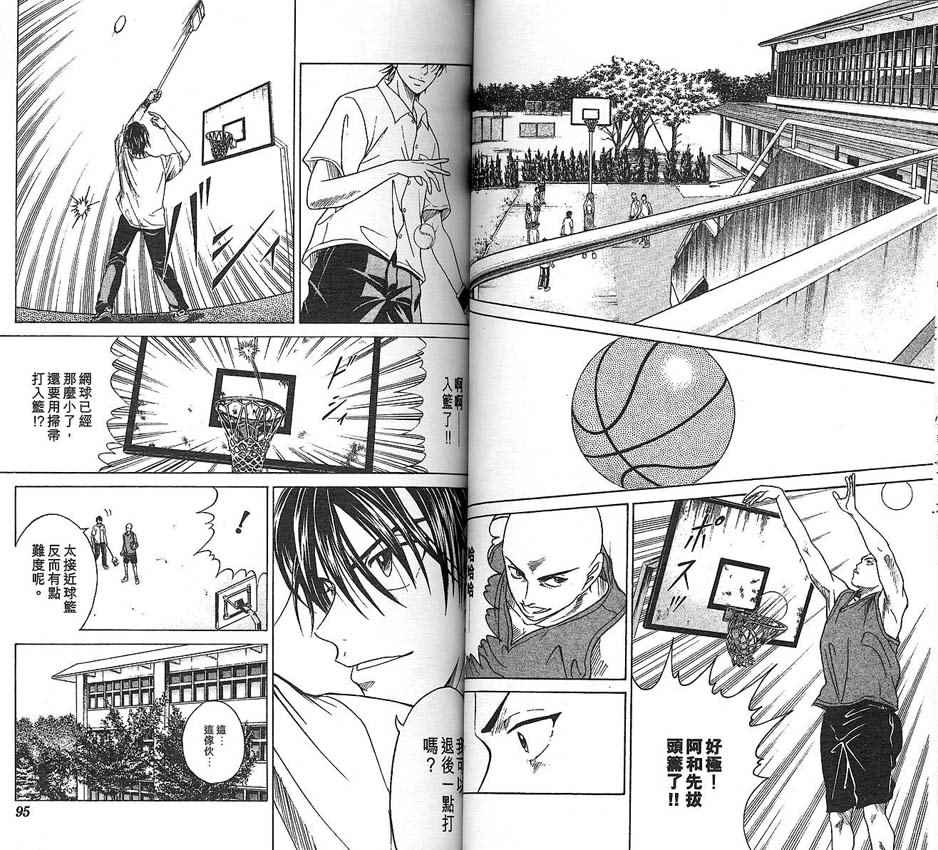 ポ
ス
好極！
阿和先拔
頭籌了!!
哈哈哈
啊啊
入籃了!!
ド
網球已經
那麼小了，
還要用掃帚
打入籃!?
我可以
退後一點打
嗎？
！
太接近球籃
反而有點
難度呢。
這…
這傢伙…
95